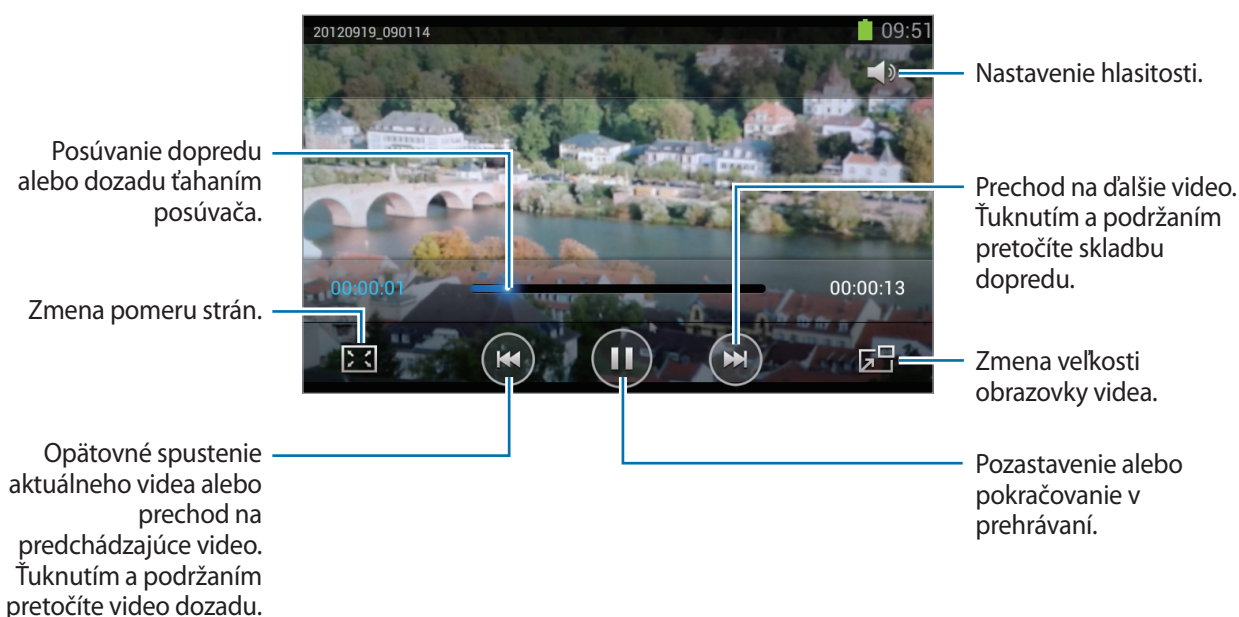 20120919_090114
09:51
Nastavenie hlasitosti.
Posúvanie dopredu
alebo dozadu ťahaním
posúvača.
Prechod na ďalšie video.
Ťuknutím a podržaním
pretočíte skladbu
dopredu.
00:00:01
00:00:13
Zmena pomeru strán.
Zmena veľkosti
obrazovky videa.
Opätovné spustenie
aktuálneho videa alebo
prechod na
predchádzajúce video.
Ťuknutím a podržaním
pretočíte video dozadu.
Pozastavenie alebo
pokračovanie v
prehrávaní.